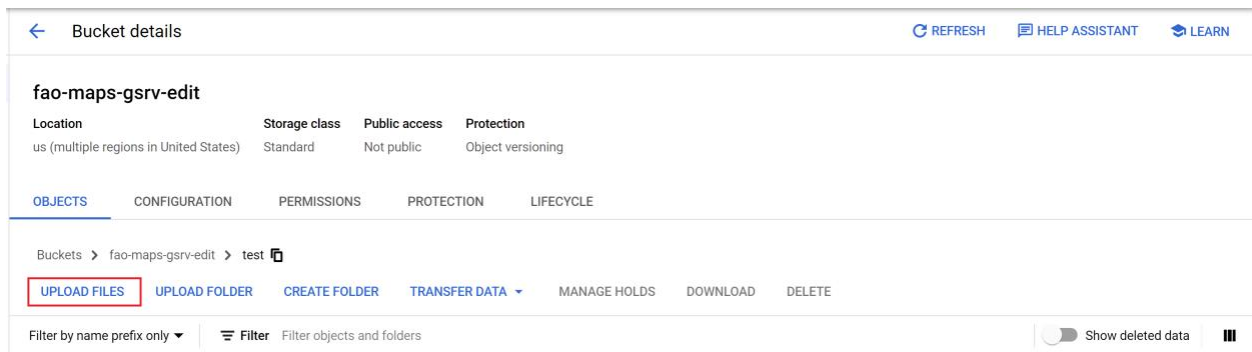 Bucket details REFRESH HELP ASSISTANT LEARN
fao-maps-gsrv-edit
Location Storage class Public access Protection
us (multiple regions in United States) Standard Not public Object versioning
OBJECTS CONFIGURATION PERMISSIONS PROTECTION LIFECYCLE
Buckets > fao-maps-gsrv-edit > test
UPLOAD FILES UPLOAD FOLDER CREATE FOLDER TRANSFER DATA MANAGE HOLDS DOWNLOAD DELETE
Filter by name prefix only Filter Filter objects and folders Show deleted data